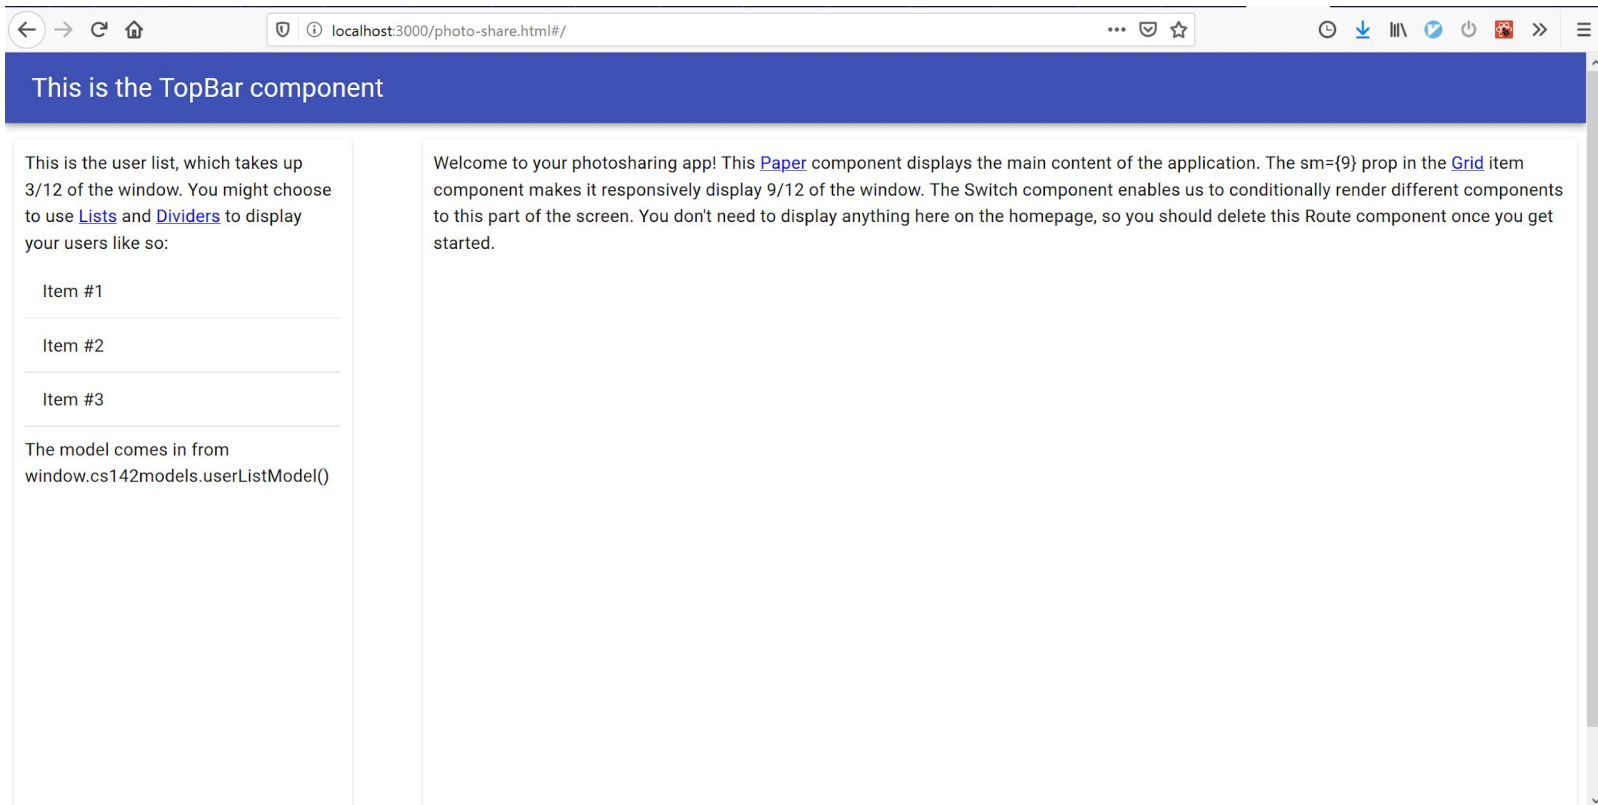 localhost:3000/photo-share.html#/
This is the TopBar component
This is the user list, which takes up
3/12 of the window. You might choose
to use Lists and Dividers to display
your users like so:
Item #1
Item #2
Item #3
The model comes in from
window.cs142models.userListModel()
Welcome to your photosharing app! This Paper component displays the main content of the application. The sm={9} prop in the Grid item
component makes it responsively display 9/12 of the window. The Switch component enables us to conditionally render different components
to this part of the screen. You don't need to display anything here on the homepage, so you should delete this Route component once you get
started.